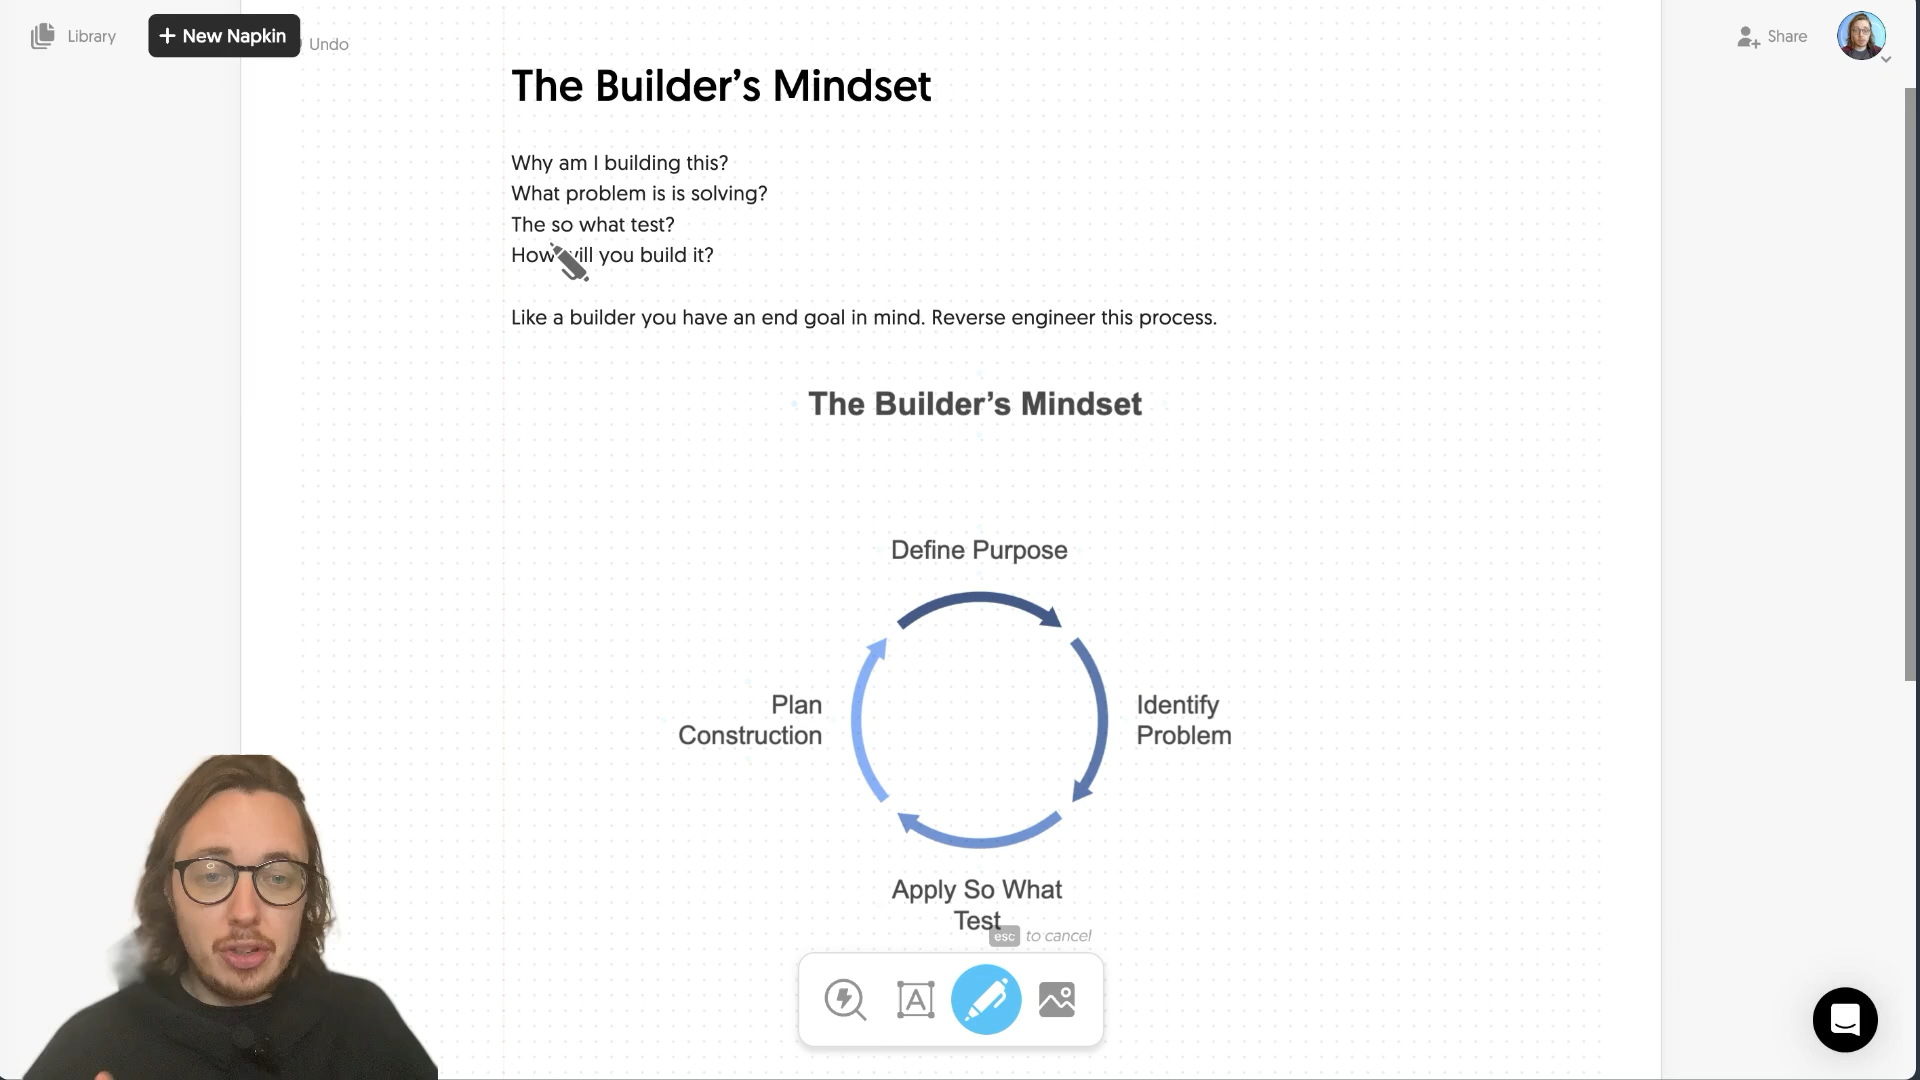 Library
+ New Napkin
Undo
Share
The Builder's Mindset
Why am I building this?
What problem is is solving?
The so what test?
How will you build it?
Like a builder you have an end goal in mind. Reverse engineer this process.
The Builder's Mindset
Define Purpose
Plan
Construction
Identify
Problem
Apply So What
Test
esc to cancel
A